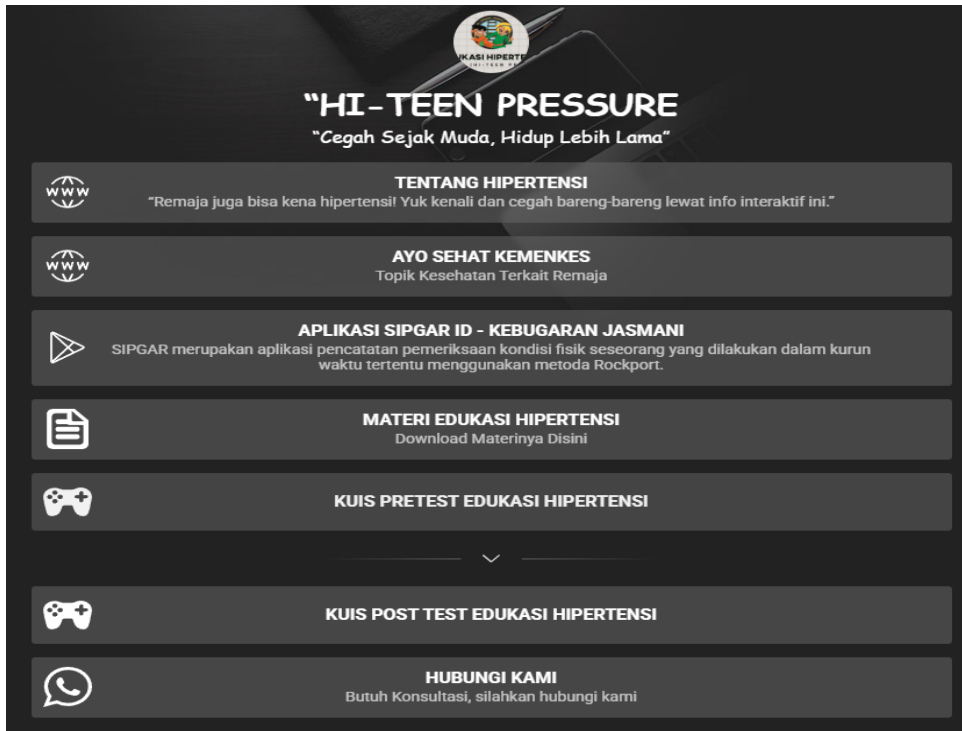 KASI HIPERTE
"HI-TEEN PRESSURE
"Cegah Sejak Muda, Hidup Lebih Lama"
WWW
TENTANG HIPERTENSI
"Remaja juga bisa kena hipertensi! Yuk kenali dan cegah bareng-bareng lewat info interaktif ini."
WWW
AYO SEHAT KEMENKES
Topik Kesehatan Terkait Remaja
APLIKASI SIPGAR ID - KEBUGARAN JASMANI
SIPGAR merupakan aplikasi pencatatan pemeriksaan kondisi fisik seseorang yang dilakukan dalam kurun
waktu tertentu menggunakan metoda Rockport.
MATERI EDUKASI HIPERTENSI
Download Materinya Disini
KUIS PRETEST EDUKASI HIPERTENSI
KUIS POST TEST EDUKASI HIPERTENSI
HUBUNGI KAMI
Butuh Konsultasi, silahkan hubungi kami